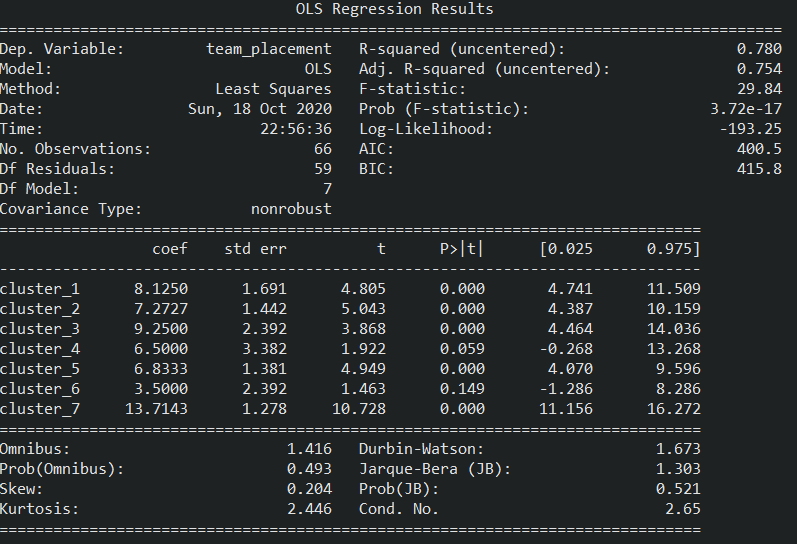 OLS Regression Results
==============================================================================
Dep. Variable: team_placement R-squared (uncentered): 0.780
Model: OLS Adj. R-squared (uncentered): 0.754
Method: Least Squares F-statistic: 29.84
Date: Sun, 18 Oct 2020 Prob (F-statistic): 3.72e-17
Time: 22:56:36 Log-Likelihood: -193.25
No. Observations: 66 AIC: 400.5
Df Residuals: 59 BIC: 415.8
Df Model: 7
Covariance Type: nonrobust
==============================================================================
coef std err t P>|t| [0.025 0.975]
------------------------------------------------------------------------------
cluster_1 8.1250 1.691 4.805 0.000 4.741 11.509
cluster_2 7.2727 1.442 5.043 0.000 4.387 10.159
cluster_3 9.2500 2.392 3.868 0.000 4.464 14.036
cluster_4 6.5000 3.382 1.922 0.059 -0.268 13.268
cluster_5 6.8333 1.381 4.949 0.000 4.070 9.596
cluster_6 3.5000 2.392 1.463 0.149 -1.286 8.286
cluster_7 13.7143 1.278 10.728 0.000 11.156 16.272
==============================================================================
Omnibus: 1.416 Durbin-Watson: 1.673
Prob(Omnibus): 0.493 Jarque-Bera (JB): 1.303
Skew: 0.204 Prob(JB): 0.521
Kurtosis: 2.446 Cond. No. 2.65
==============================================================================